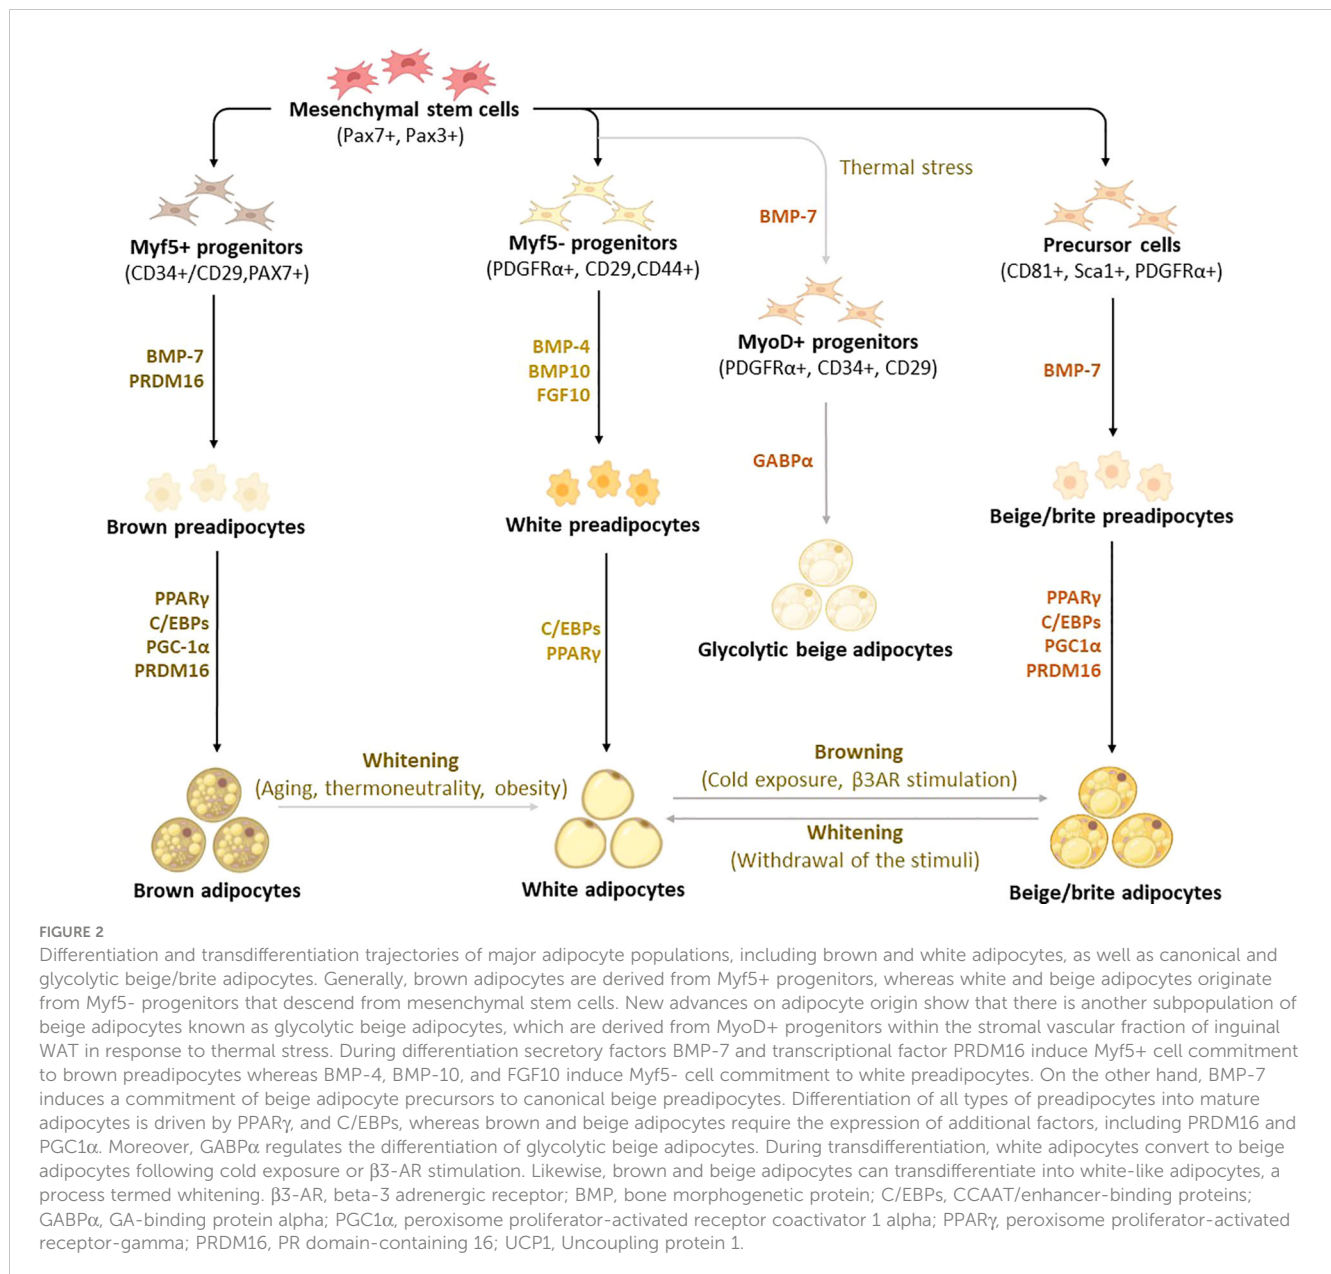 Mesenchymal stem cells
(Pax7+, Pax3+)
Thermal stress
BMP-7
Myf5+ progenitors
(CD34+/CD29,PAX7+)
Myf5- progenitors
(PDGFRα+, CD29,CD44+)
Precursor cells
(CD81+, Sca1+, PDGFRα+)
MyoD+ progenitors
(PDGFRα+, CD34+, CD29)
BMP-7
PRDM16
BMP-4
BMP10
FGF10
BMP-7
GABPα
Brown preadipocytes
White preadipocytes
Beige/brite preadipocytes
PPARγ
C/EBPs
PGC-1α
PRDM16
C/EBPs
PPARγ
Glycolytic beige adipocytes
PPARγ
C/EBPs
PGC1α
PRDM16
Whitening
(Aging, thermoneutrality, obesity)
Browning
(Cold exposure, β3AR stimulation)
Whitening
(Withdrawal of the stimuli)
Brown adipocytes
White adipocytes
Beige/brite adipocytes
FIGURE 2
Differentiation and transdifferentiation trajectories of major adipocyte populations, including brown and white adipocytes, as well as canonical and
glycolytic beige/brite adipocytes. Generally, brown adipocytes are derived from Myf5+ progenitors, whereas white and beige adipocytes originate
from Myf5- progenitors that descend from mesenchymal stem cells. New advances on adipocyte origin show that there is another subpopulation of
beige adipocytes known as glycolytic beige adipocytes, which are derived from MyoD+ progenitors within the stromal vascular fraction of inguinal
WAT in response to thermal stress. During differentiation secretory factors BMP-7 and transcriptional factor PRDM16 induce Myf5+ cell commitment
to brown preadipocytes whereas BMP-4, BMP-10, and FGF10 induce Myf5- cell commitment to white preadipocytes. On the other hand, BMP-7
induces a commitment of beige adipocyte precursors to canonical beige preadipocytes. Differentiation of all types of preadipocytes into mature
adipocytes is driven by PPARγ, and C/EBPs, whereas brown and beige adipocytes require the expression of additional factors, including PRDM16 and
PGC1α. Moreover, GABPα regulates the differentiation of glycolytic beige adipocytes. During transdifferentiation, white adipocytes convert to beige
adipocytes following cold exposure or β3-AR stimulation. Likewise, brown and beige adipocytes can transdifferentiate into white-like adipocytes, a
process termed whitening. β3-AR, beta-3 adrenergic receptor; BMP, bone morphogenetic protein; C/EBPs, CCAAT/enhancer-binding proteins;
GABPα, GA-binding protein alpha; PGC1α, peroxisome proliferator-activated receptor coactivator 1 alpha; PPARγ, peroxisome proliferator-activated
receptor-gamma; PRDM16, PR domain-containing 16; UCP1, Uncoupling protein 1.